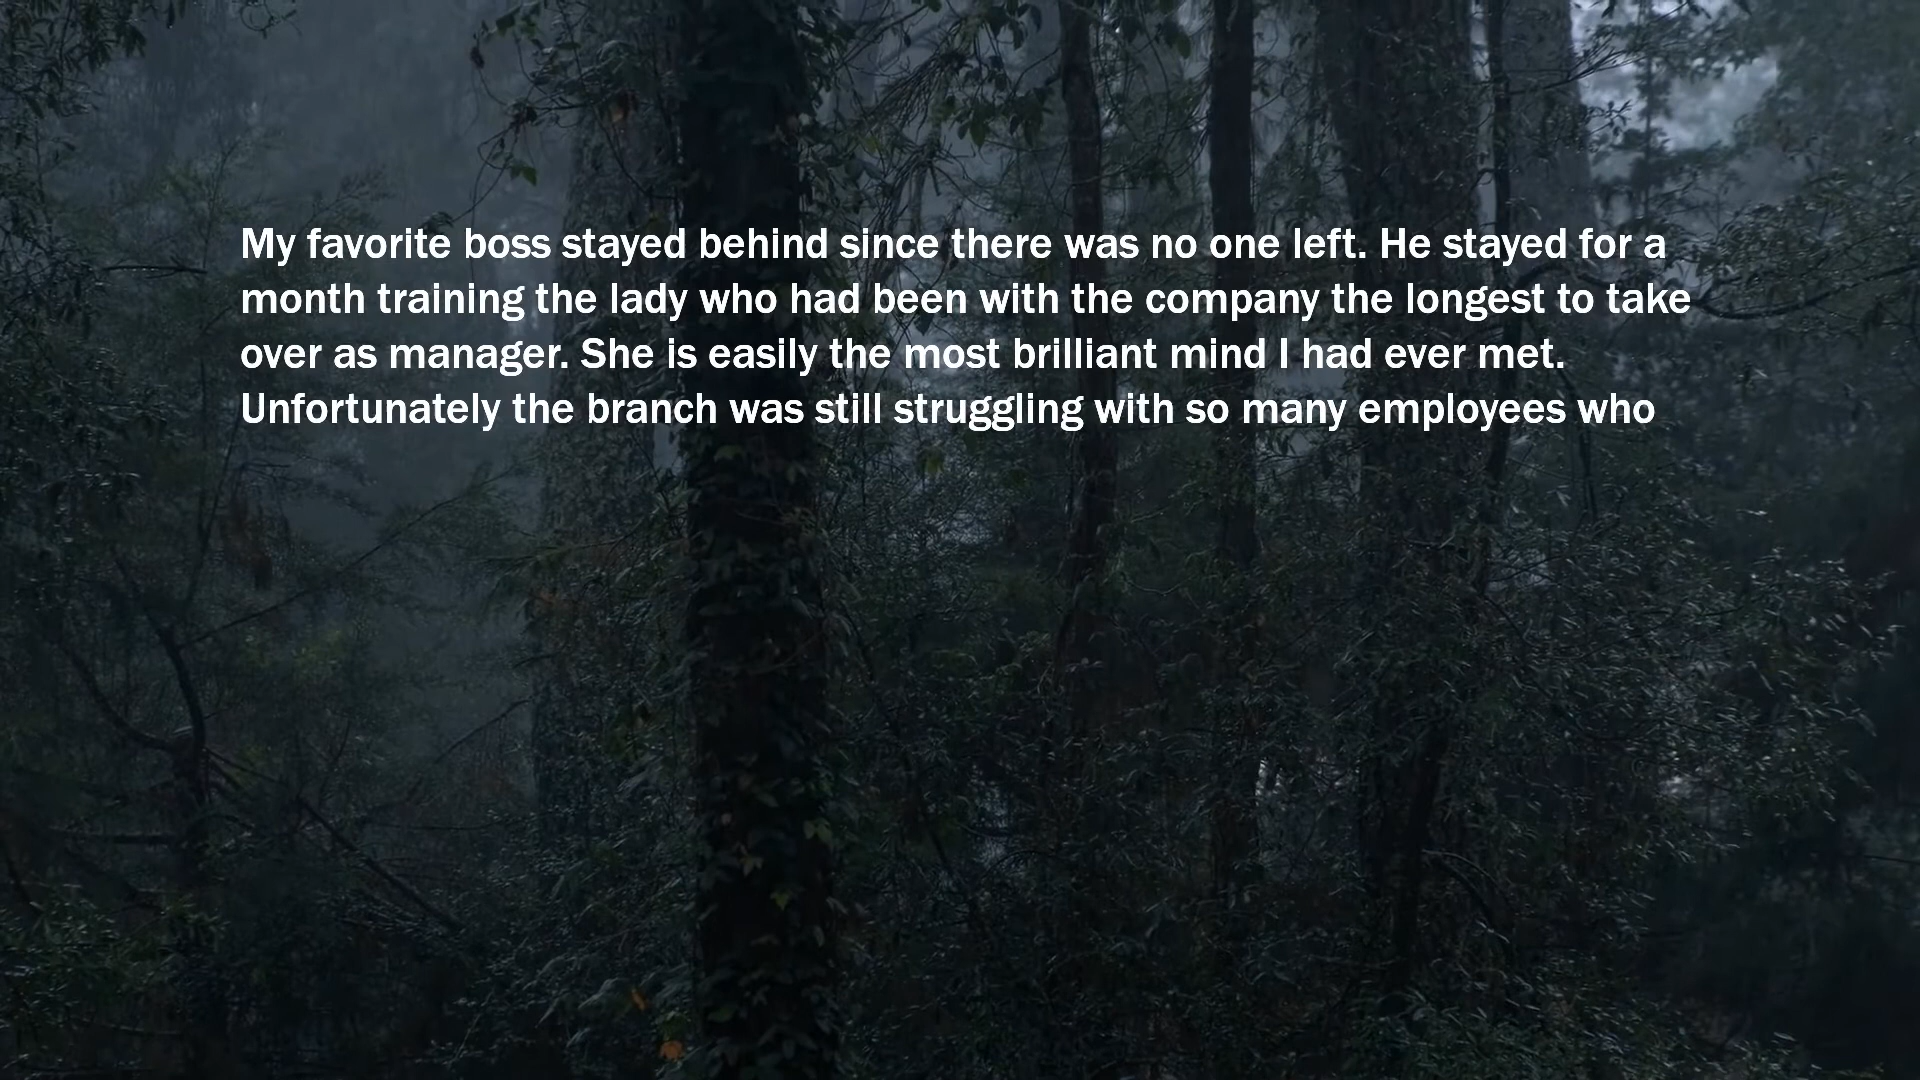 My favorite boss stayed behind since there was no one left. He stayed for a
month training the lady who had been with the company the longest to take
over as manager. She is easily the most brilliant mind I had ever met.
Unfortunately the branch was still struggling with so many employees who